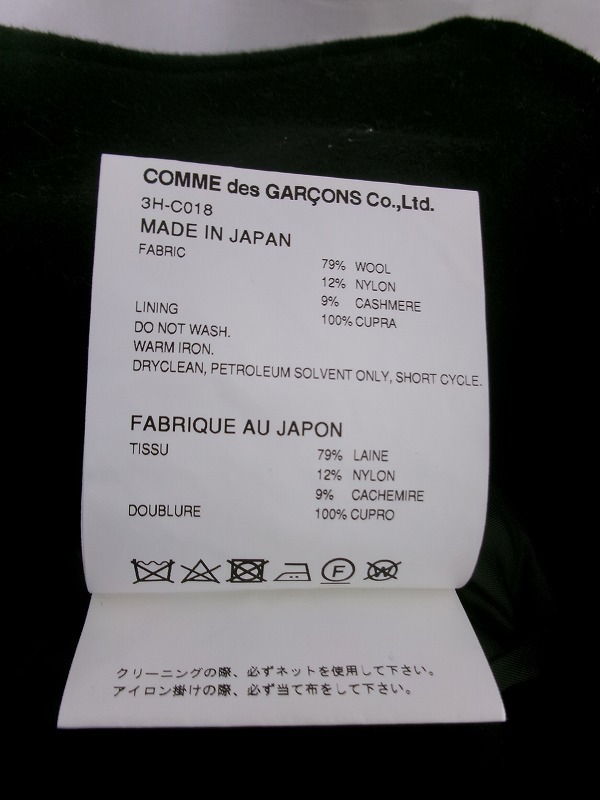 COMME des GARÇONS Co.,Ltd.
3H-C018
MADE IN JAPAN
FABRIC 79% WOOL
12% NYLON
9% CASHMERE
LINING 100% CUPRA
DO NOT WASH.
WARM IRON.
DRYCLEAN, PETROLEUM SOLVENT ONLY, SHORT CYCLE.
FABRIQUE AU JAPON
TISSU 79% LAINE
12% NYLON
9% CACHEMIRE
DOUBLURE 100% CUPRO
F W
クリーニングの際、必ずネットを使用して下さい。
アイロン掛けの際、必ず当て布をして下さい。